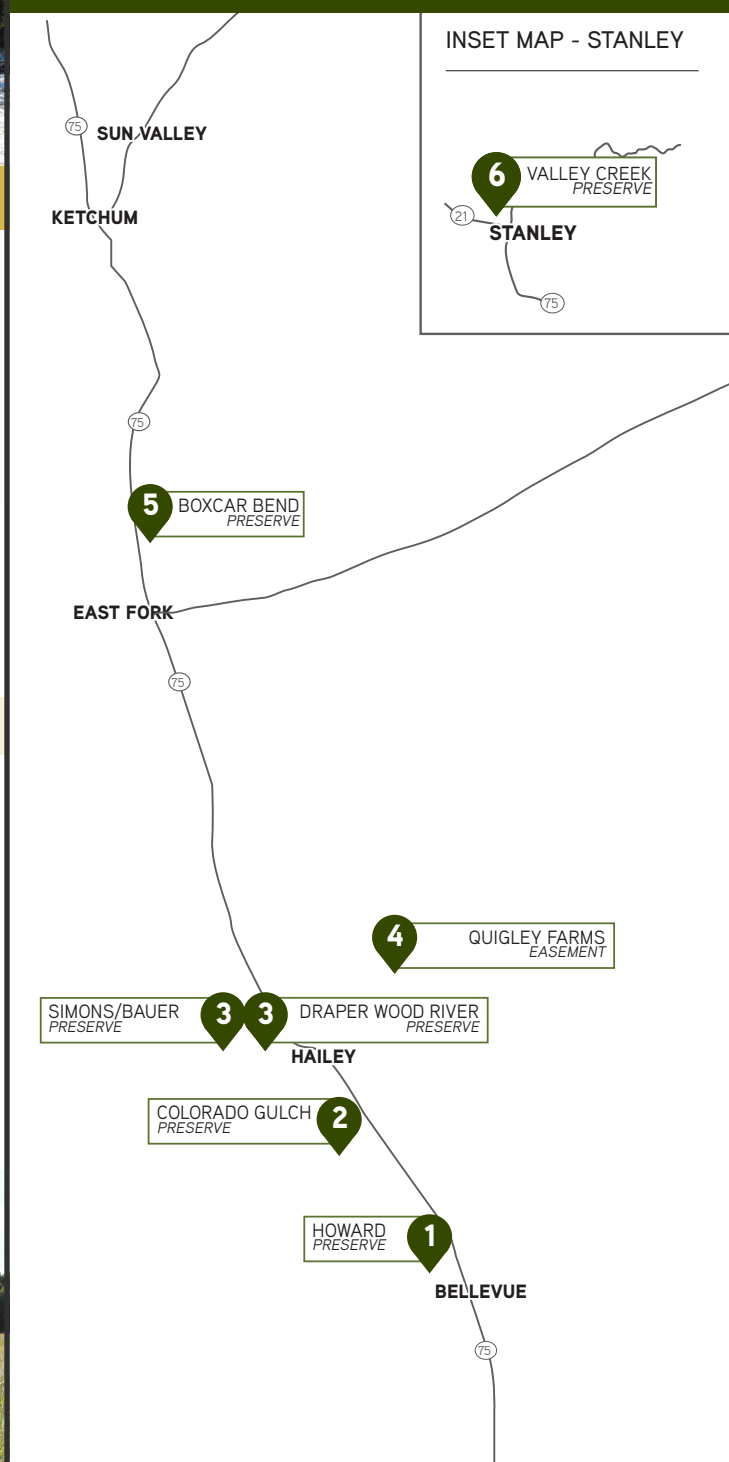 INSET MAP - STANLEY
75
SUN VALLEY
KETCHUM
6
VALLEY CREEK
PRESERVE
21
STANLEY
75
75
5
BOXCAR BEND
PRESERVE
EAST FORK
75
4
QUIGLEY FARMS
EASEMENT
SIMONS/BAUER
PRESERVE
3
3
DRAPER WOOD RIVER
PRESERVE
HAILEY
COLORADO GULCH
PRESERVE
2
HOWARD
PRESERVE
1
BELLEVUE
75